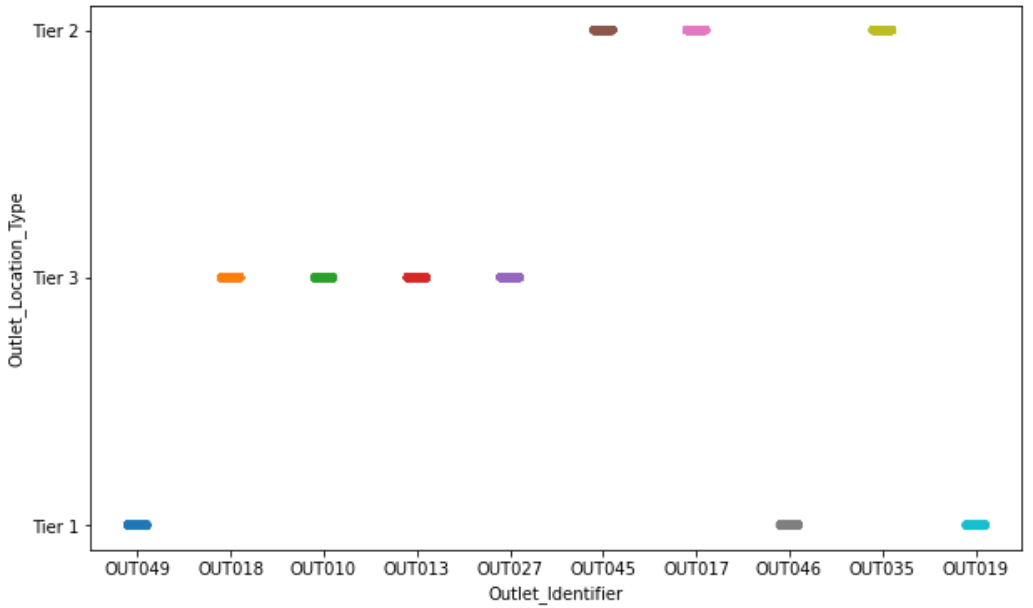 Tier 2
Tier 3
Tier 1
Outlet_Location_Type
OUT049 OUT018 OUT010 OUT013 OUT027 OUT045 OUT017 OUT046 OUT035 OUT019
Outlet_Identifier